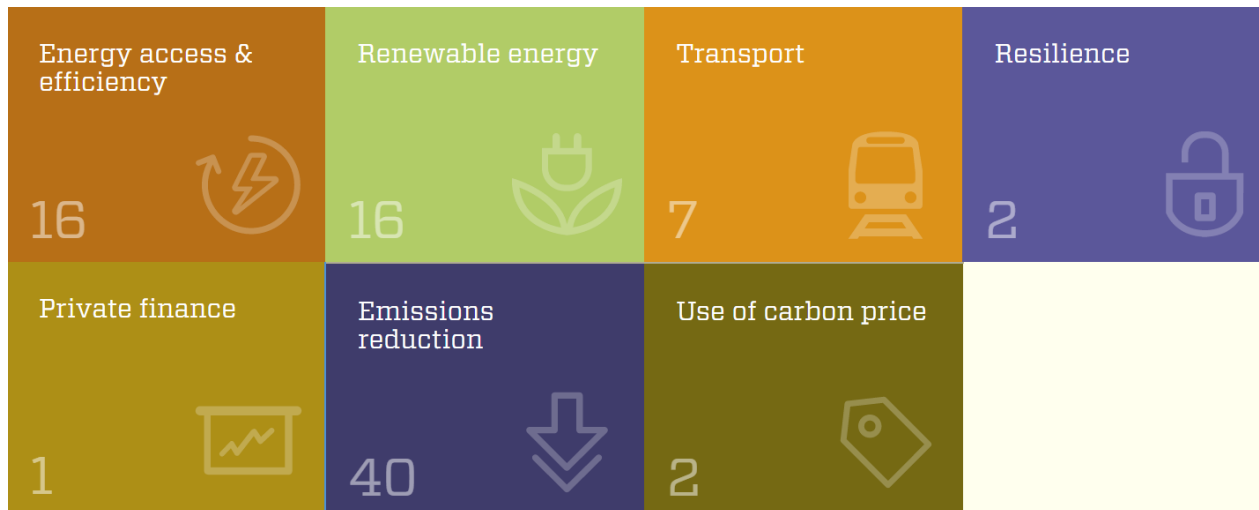 Energy access &
efficiency
16
Renewable energy
16
Transport
7
Resilience
2
Private finance
1
Emissions
reduction
40
Use of carbon price
2